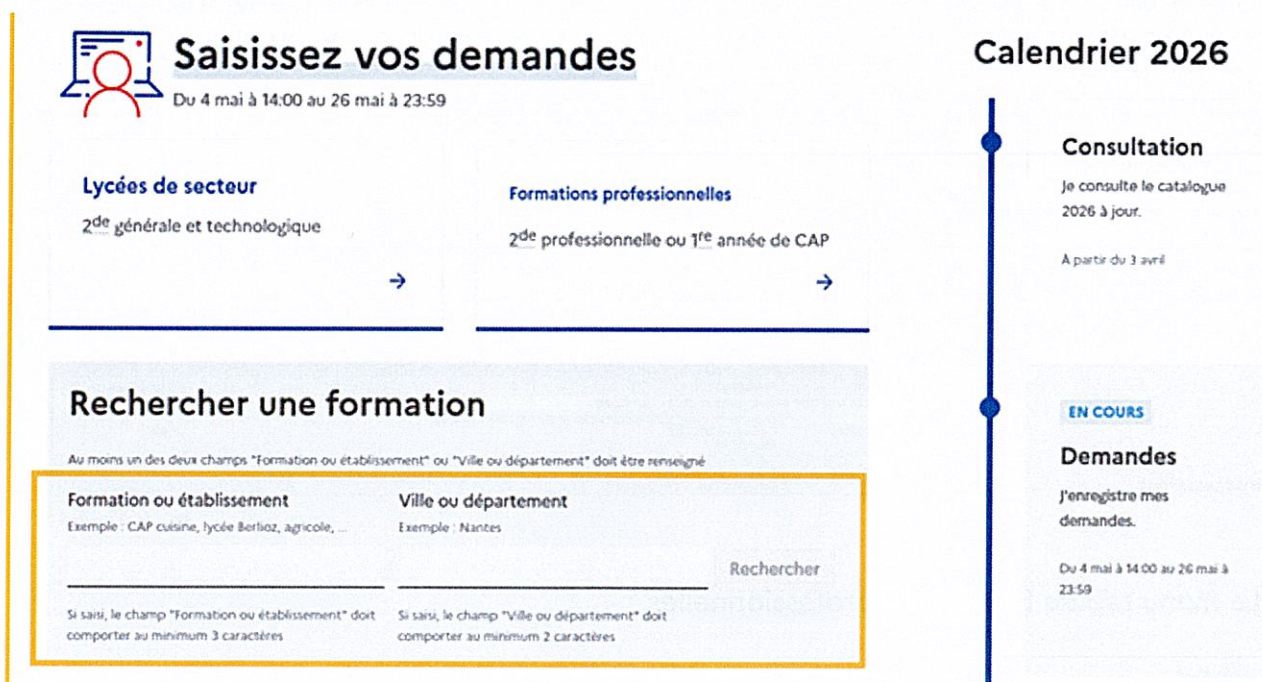 Saisissez vos demandes
Du 4 mai à 14:00 au 26 mai à 23:59
Lycées de secteur
2de générale et technologique
Formations professionnelles
2de professionnelle ou 1re année de CAP
Rechercher une formation
Au moins un des deux champs "Formation ou établissement" ou "Ville ou département" doit être renseigné
Formation ou établissement
Exemple : CAP cuisine, lycée Berlioz, agricole, ...
Si saisi, le champ "Formation ou établissement" doit
comporter au minimum 3 caractères
Ville ou département
Exemple : Nantes
Si saisi, le champ "Ville ou département" doit
comporter au minimum 2 caractères
Rechercher
Calendrier 2026
Consultation
Je consulte le catalogue
2026 à jour.
À partir du 3 avril
EN COURS
Demandes
J'enregistre mes
demandes.
Du 4 mai à 14:00 au 26 mai à
23:59